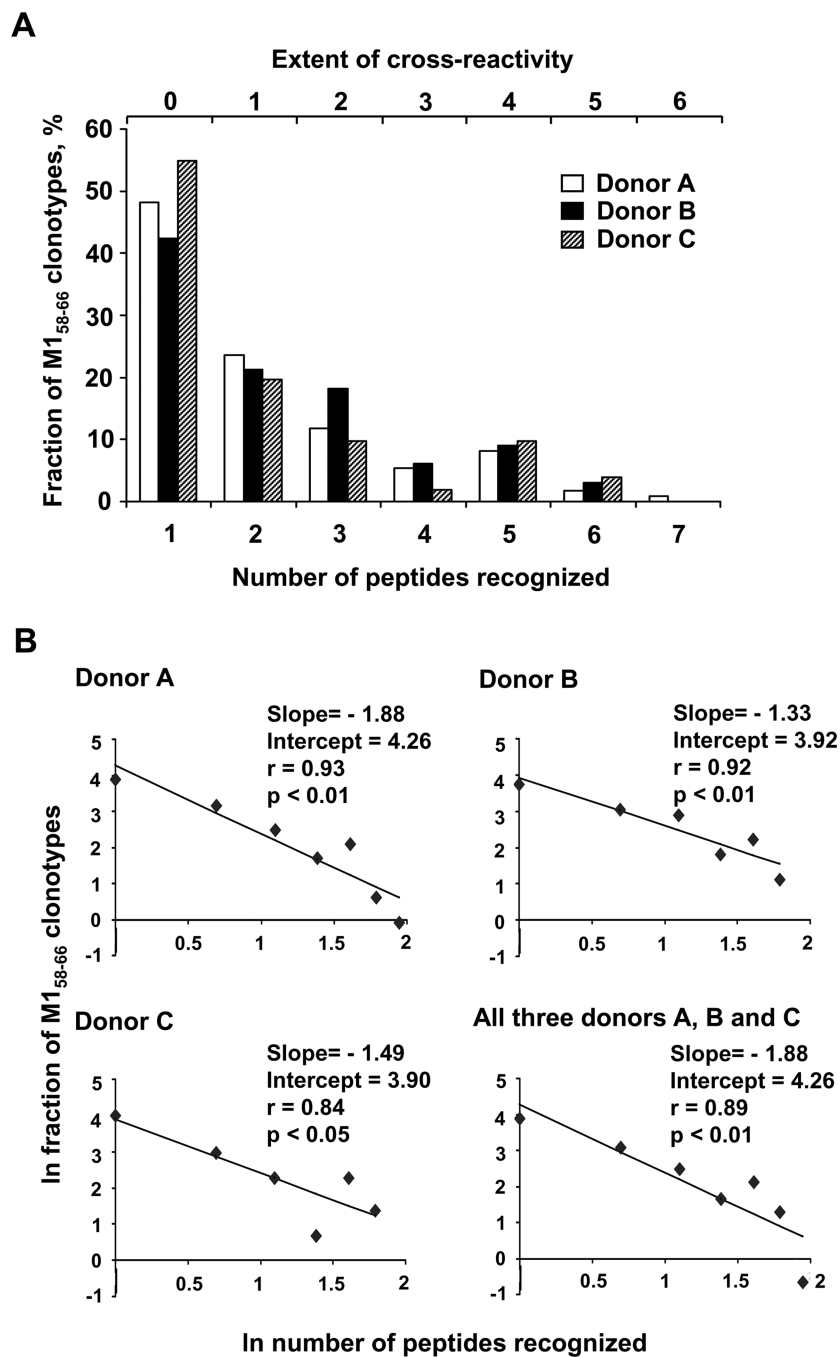 A
Extent of cross-reactivity
0 1 2 3 4 5 6
Fraction of M1₅₈₋₆₆ clonotypes, %
60
50
40
30
20
10
0
Donor A
Donor B
Donor C
1 2 3 4 5 6 7
Number of peptides recognized
B
ln fraction of M1₅₈₋₆₆ clonotypes
Donor A
Slope= - 1.88
Intercept = 4.26
r = 0.93
p < 0.01
5
4
3
2
1
0
-1
0.5 1 1.5 2
Donor B
Slope= - 1.33
Intercept = 3.92
r = 0.92
p < 0.01
5
4
3
2
1
0
-1
0.5 1 1.5 2
Donor C
Slope= - 1.49
Intercept = 3.90
r = 0.84
p < 0.05
5
4
3
2
1
0
-1
0.5 1 1.5 2
All three donors A, B and C
Slope= - 1.88
Intercept = 4.26
r = 0.89
p < 0.01
5
4
3
2
1
0
-1
0.5 1 1.5 2
ln number of peptides recognized